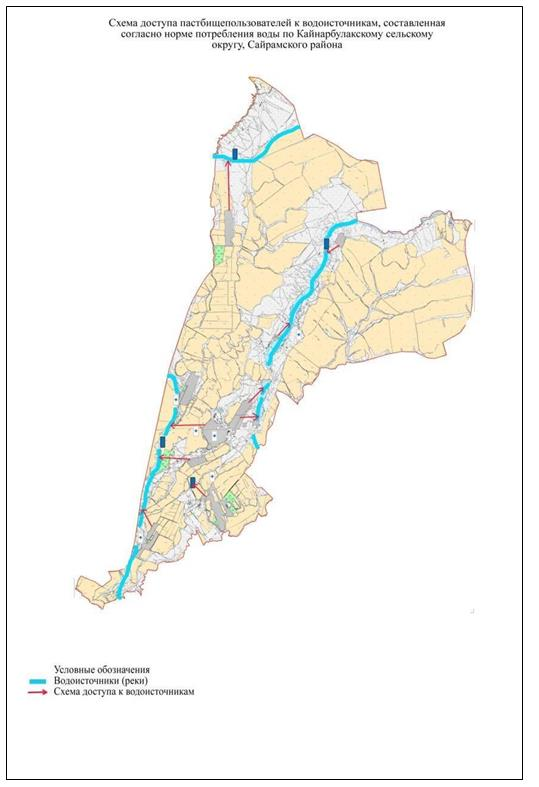 Схема доступа пастбищепользователей к водоисточникам, составленная
согласно норме потребления воды по Кайнарбулакскому сельскому
округу, Сайрамского района
Условные обозначения
Водоисточники (реки)
Схема доступа к водоисточникам